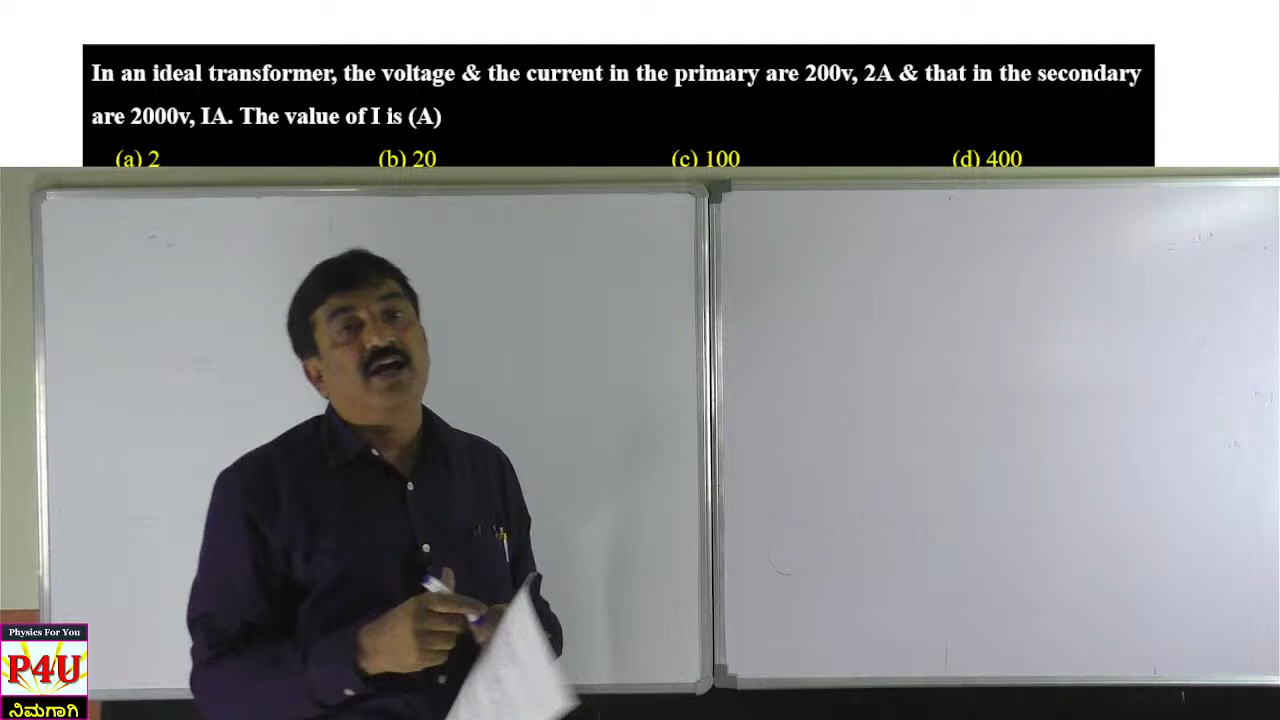 In an ideal transformer, the voltage & the current in the primary are 200v, 2A & that in the secondary
are 2000v, IA. The value of I is (A)
(a) 2 (b) 20 (c) 100 (d) 400
Physics For You
P4U
ನಿಮಗಾಗಿ